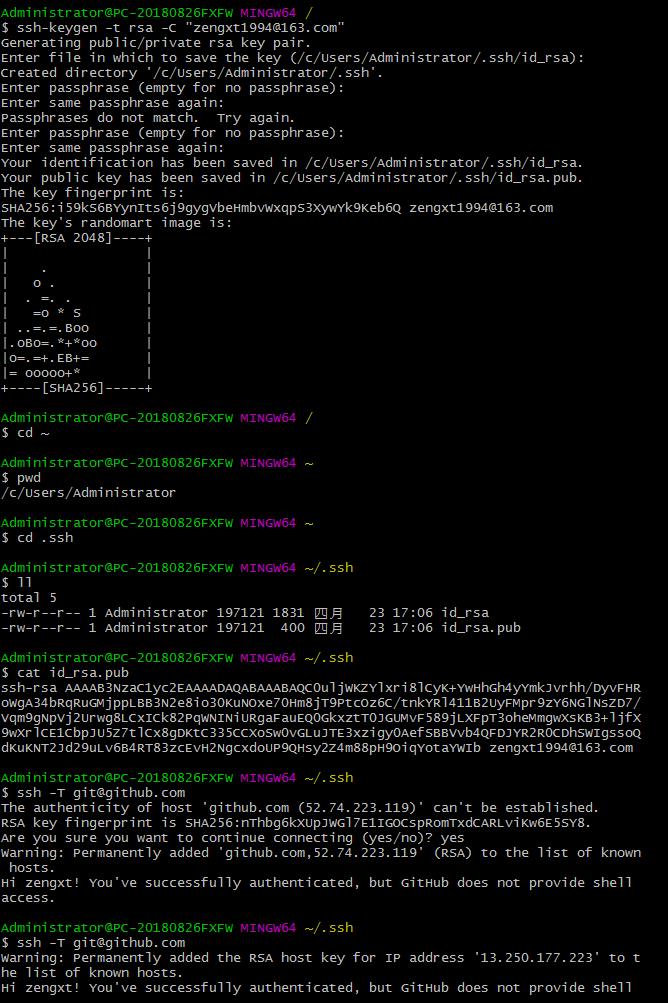 Administrator@PC-20180826FXFW MINGW64 /
$ ssh-keygen -t rsa -C "zengxt1994@163.com"
Generating public/private rsa key pair.
Enter file in which to save the key (/c/Users/Administrator/.ssh/id_rsa):
Created directory '/c/Users/Administrator/.ssh'.
Enter passphrase (empty for no passphrase):
Enter same passphrase again:
Passphrases do not match.  Try again.
Enter passphrase (empty for no passphrase):
Enter same passphrase again:
Your identification has been saved in /c/Users/Administrator/.ssh/id_rsa.
Your public key has been saved in /c/Users/Administrator/.ssh/id_rsa.pub.
The key fingerprint is:
SHA256:i59kS6BYynIts6j9gygVbeHmbvWxqpS3XywYk9Keb6Q zengxt1994@163.com
The key's randomart image is:
+---[RSA 2048]----+
|                 |
|    .            |
|   o .           |
|  . =. .         |
|   =o * S        |
| ..=.=.Boo       |
|.oBo=.*+*oo      |
|o=.=+.EB+=       |
|= ooooo+*        |
+----[SHA256]-----+
Administrator@PC-20180826FXFW MINGW64 /
$ cd ~
Administrator@PC-20180826FXFW MINGW64 ~
$ pwd
/c/Users/Administrator
Administrator@PC-20180826FXFW MINGW64 ~
$ cd .ssh
Administrator@PC-20180826FXFW MINGW64 ~/.ssh
$ ll
total 5
-rw-r--r-- 1 Administrator 197121 1831 四月   23 17:06 id_rsa
-rw-r--r-- 1 Administrator 197121  400 四月   23 17:06 id_rsa.pub
Administrator@PC-20180826FXFW MINGW64 ~/.ssh
$ cat id_rsa.pub
ssh-rsa AAAAB3NzaC1yc2EAAAADAQABAAABAQC0uljWKZYlxri8lCyK+YwHhGh4yYmkJvrhh/DyvFHR
oWgA34bRqRuGMjppLBB3N2e8io30KuNOxe70Hm8jT9PtcOz6C/tnkYRl411B2UyFMpr9zY6NGlNsZD7/
Vqm9gNpVj2Urwg8LCxICk82PqWNINiURgaFauEQ0GkxztT0JGUMvF589jLXFpT3oheMmgwXsKB3+ljfX
9wXrlCE1CbpJU5Z7tlCx8gDKtC335CCXoSw0vGLuJTE3xzigy0AefSBBVvb4QFDJYR2R0CDhSWIgssoQ
dKuKNT2Jd29uLv6B4RT83zcEvH2NgcxdoUP9QHsy2Z4m88pH9OiqYotaYWIb zengxt1994@163.com
Administrator@PC-20180826FXFW MINGW64 ~/.ssh
$ ssh -T git@github.com
The authenticity of host 'github.com (52.74.223.119)' can't be established.
RSA key fingerprint is SHA256:nThbg6kXUpJWGl7E1IGOCspRomTxdCARLviKw6E5SY8.
Are you sure you want to continue connecting (yes/no)? yes
Warning: Permanently added 'github.com,52.74.223.119' (RSA) to the list of known
 hosts.
Hi zengxt! You've successfully authenticated, but GitHub does not provide shell
access.
Administrator@PC-20180826FXFW MINGW64 ~/.ssh
$ ssh -T git@github.com
Warning: Permanently added the RSA host key for IP address '13.250.177.223' to t
he list of known hosts.
Hi zengxt! You've successfully authenticated, but GitHub does not provide shell